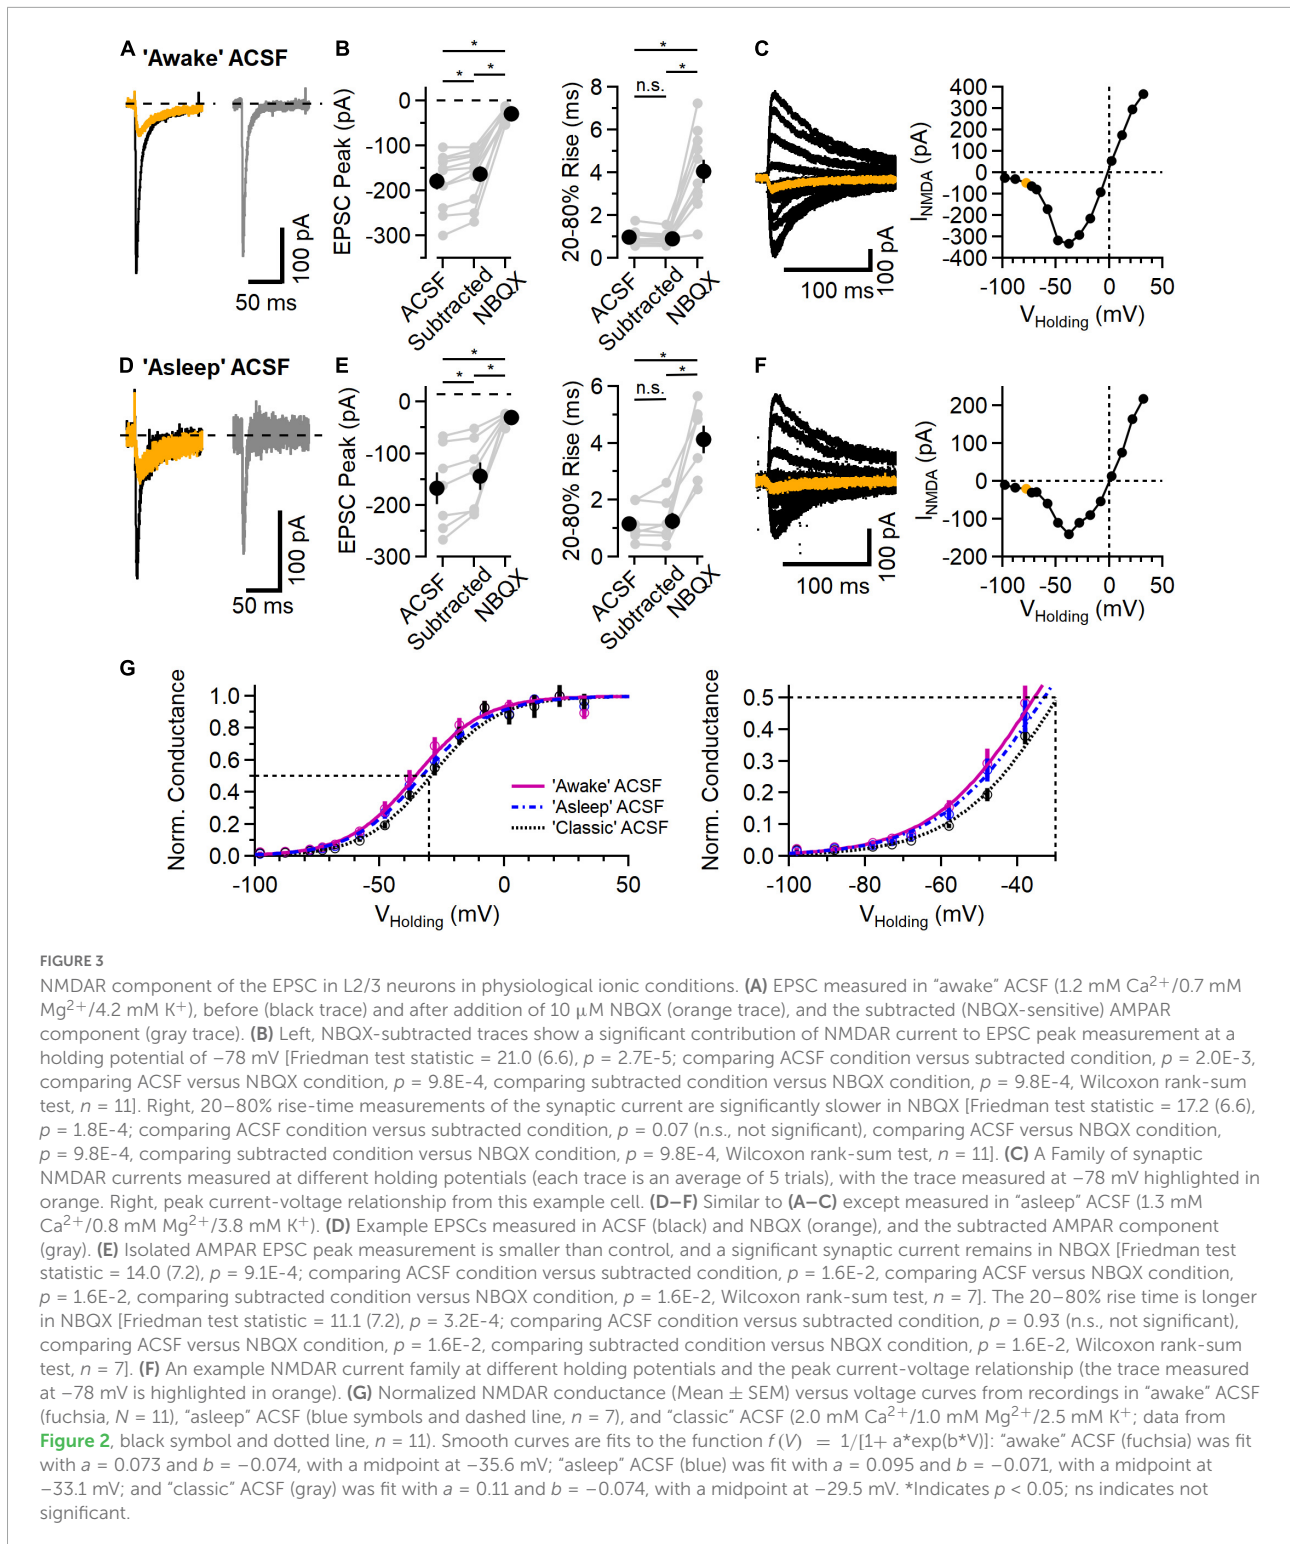 A 'Awake' ACSF
50 ms
100 pA
B
*
* *
EPSC Peak (pA)
0
-100
-200
-300
ACSF
Subtracted
NBQX
*
n.s. *
20-80% Rise (ms)
8
6
4
2
0
ACSF
Subtracted
NBQX
C
100 ms
100 pA
I_NMDA (pA)
400
300
200
100
0
-100
-200
-300
400
-100 -50 0 50
V_Holding (mV)
D 'Asleep' ACSF
50 ms
100 pA
E
*
* *
EPSC Peak (pA)
0
-100
-200
-300
ACSF
Subtracted
NBQX
*
n.s. *
20-80% Rise (ms)
6
4
2
0
ACSF
Subtracted
NBQX
F
100 ms
100 pA
I_NMDA (pA)
200
100
0
-100
-200
-100 -50 0 50
V_Holding (mV)
G
Norm. Conductance
1.0
0.8
0.6
0.4
0.2
0.0
-100 -50 0 50
V_Holding (mV)
'Awake' ACSF
'Asleep' ACSF
'Classic' ACSF
Norm. Conductance
0.5
0.4
0.3
0.2
0.1
0.0
-100 -80 -60 -40
V_Holding (mV)
FIGURE 3
NMDAR component of the EPSC in L2/3 neurons in physiological ionic conditions. (A) EPSC measured in “awake” ACSF (1.2 mM Ca²⁺/0.7 mM
Mg²⁺/4.2 mM K⁺), before (black trace) and after addition of 10 μM NBQX (orange trace), and the subtracted (NBQX-sensitive) AMPAR
component (gray trace). (B) Left, NBQX-subtracted traces show a significant contribution of NMDAR current to EPSC peak measurement at a
holding potential of −78 mV [Friedman test statistic = 21.0 (6.6), p = 2.7E-5; comparing ACSF condition versus subtracted condition, p = 2.0E-3,
comparing ACSF versus NBQX condition, p = 9.8E-4, comparing subtracted condition versus NBQX condition, p = 9.8E-4, Wilcoxon rank-sum
test, n = 11]. Right, 20–80% rise-time measurements of the synaptic current are significantly slower in NBQX [Friedman test statistic = 17.2 (6.6),
p = 1.8E-4; comparing ACSF condition versus subtracted condition, p = 0.07 (n.s., not significant), comparing ACSF versus NBQX condition,
p = 9.8E-4, comparing subtracted condition versus NBQX condition, p = 9.8E-4, Wilcoxon rank-sum test, n = 11]. (C) A Family of synaptic
NMDAR currents measured at different holding potentials (each trace is an average of 5 trials), with the trace measured at −78 mV highlighted in
orange. Right, peak current-voltage relationship from this example cell. (D–F) Similar to (A–C) except measured in “asleep” ACSF (1.3 mM
Ca²⁺/0.8 mM Mg²⁺/3.8 mM K⁺). (D) Example EPSCs measured in ACSF (black) and NBQX (orange), and the subtracted AMPAR component
(gray). (E) Isolated AMPAR EPSC peak measurement is smaller than control, and a significant synaptic current remains in NBQX [Friedman test
statistic = 14.0 (7.2), p = 9.1E-4; comparing ACSF condition versus subtracted condition, p = 1.6E-2, comparing ACSF versus NBQX condition,
p = 1.6E-2, comparing subtracted condition versus NBQX condition, p = 1.6E-2, Wilcoxon rank-sum test, n = 7]. The 20–80% rise time is longer
in NBQX [Friedman test statistic = 11.1 (7.2), p = 3.2E-4; comparing ACSF condition versus subtracted condition, p = 0.93 (n.s., not significant),
comparing ACSF versus NBQX condition, p = 1.6E-2, comparing subtracted condition versus NBQX condition, p = 1.6E-2, Wilcoxon rank-sum
test, n = 7]. (F) An example NMDAR current family at different holding potentials and the peak current-voltage relationship (the trace measured
at −78 mV is highlighted in orange). (G) Normalized NMDAR conductance (Mean ± SEM) versus voltage curves from recordings in “awake” ACSF
(fuchsia, N = 11), “asleep” ACSF (blue symbols and dashed line, n = 7), and “classic” ACSF (2.0 mM Ca²⁺/1.0 mM Mg²⁺/2.5 mM K⁺; data from
Figure 2, black symbol and dotted line, n = 11). Smooth curves are fits to the function f (V) = 1/[1+ a*exp(b*V)]: “awake” ACSF (fuchsia) was fit
with a = 0.073 and b = −0.074, with a midpoint at −35.6 mV; “asleep” ACSF (blue) was fit with a = 0.095 and b = −0.071, with a midpoint at
−33.1 mV; and “classic” ACSF (gray) was fit with a = 0.11 and b = −0.074, with a midpoint at −29.5 mV. *Indicates p < 0.05; ns indicates not
significant.